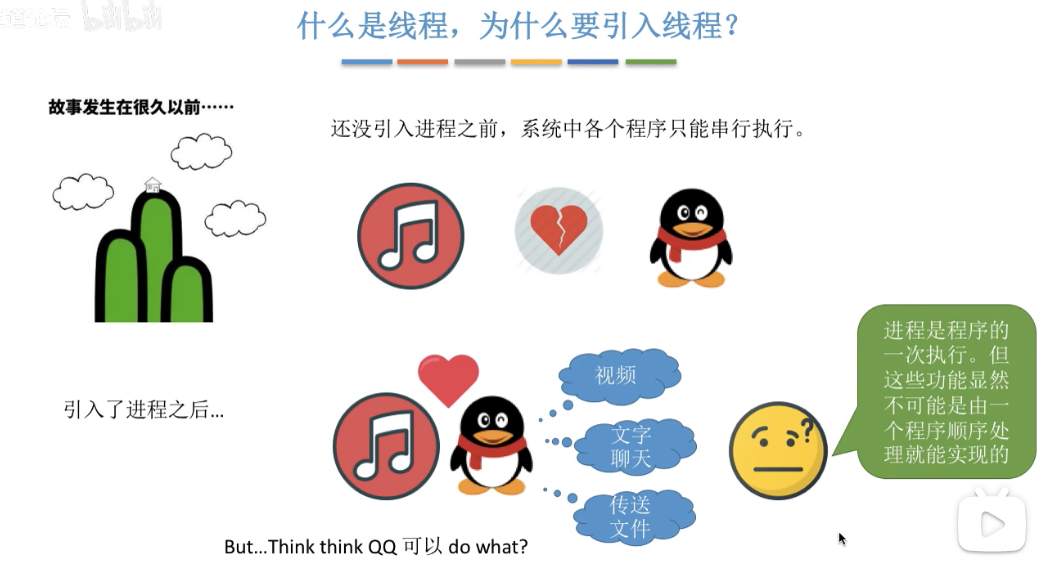 bilibili
什么是线程，为什么要引入线程？
故事发生在很久以前……
还没引入进程之前，系统中各个程序只能串行执行。
引入了进程之后...
视频
文字
聊天
传送
文件
?
进程是程序的
一次执行。但
这些功能显然
不可能是由一
个程序顺序处
理就能实现的
But...Think think QQ 可以 do what?